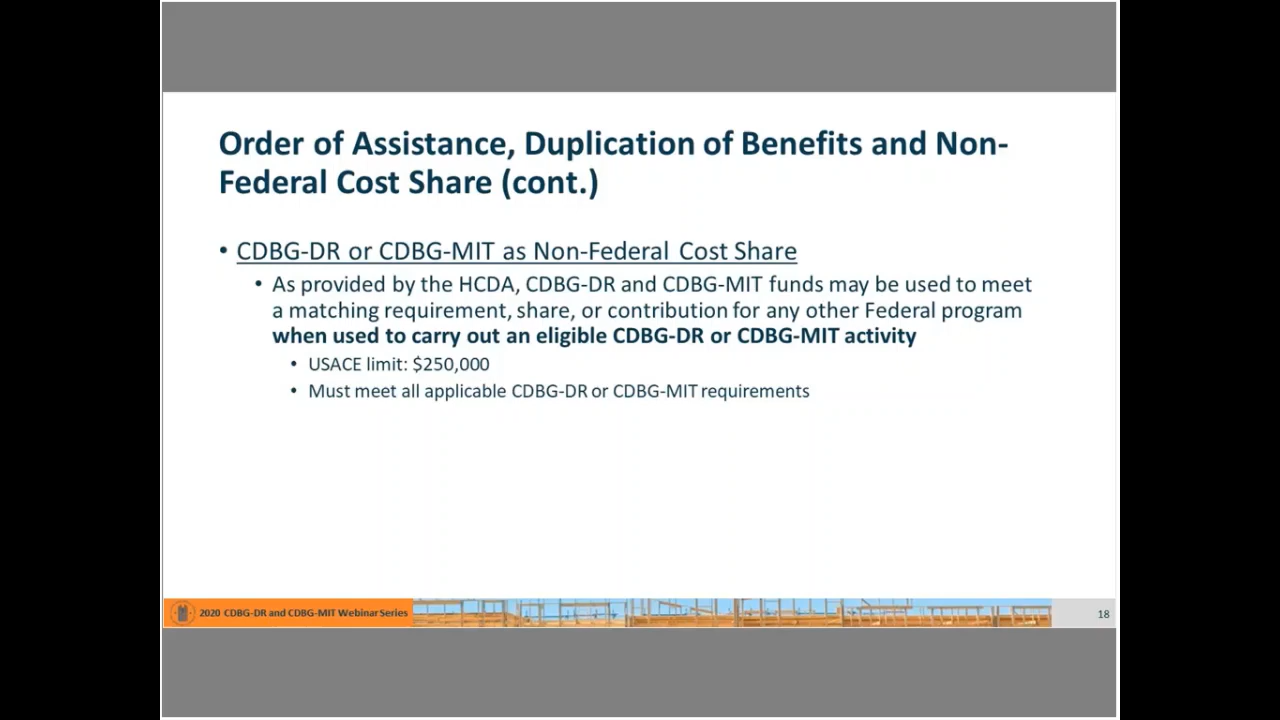 Order of Assistance, Duplication of Benefits and Non-
Federal Cost Share (cont.)
• CDBG-DR or CDBG-MIT as Non-Federal Cost Share
• As provided by the HCDA, CDBG-DR and CDBG-MIT funds may be used to meet
a matching requirement, share, or contribution for any other Federal program
when used to carry out an eligible CDBG-DR or CDBG-MIT activity
• USACE limit: $250,000
• Must meet all applicable CDBG-DR or CDBG-MIT requirements
2020 CDBG-DR and CDBG-MIT Webinar Series
18